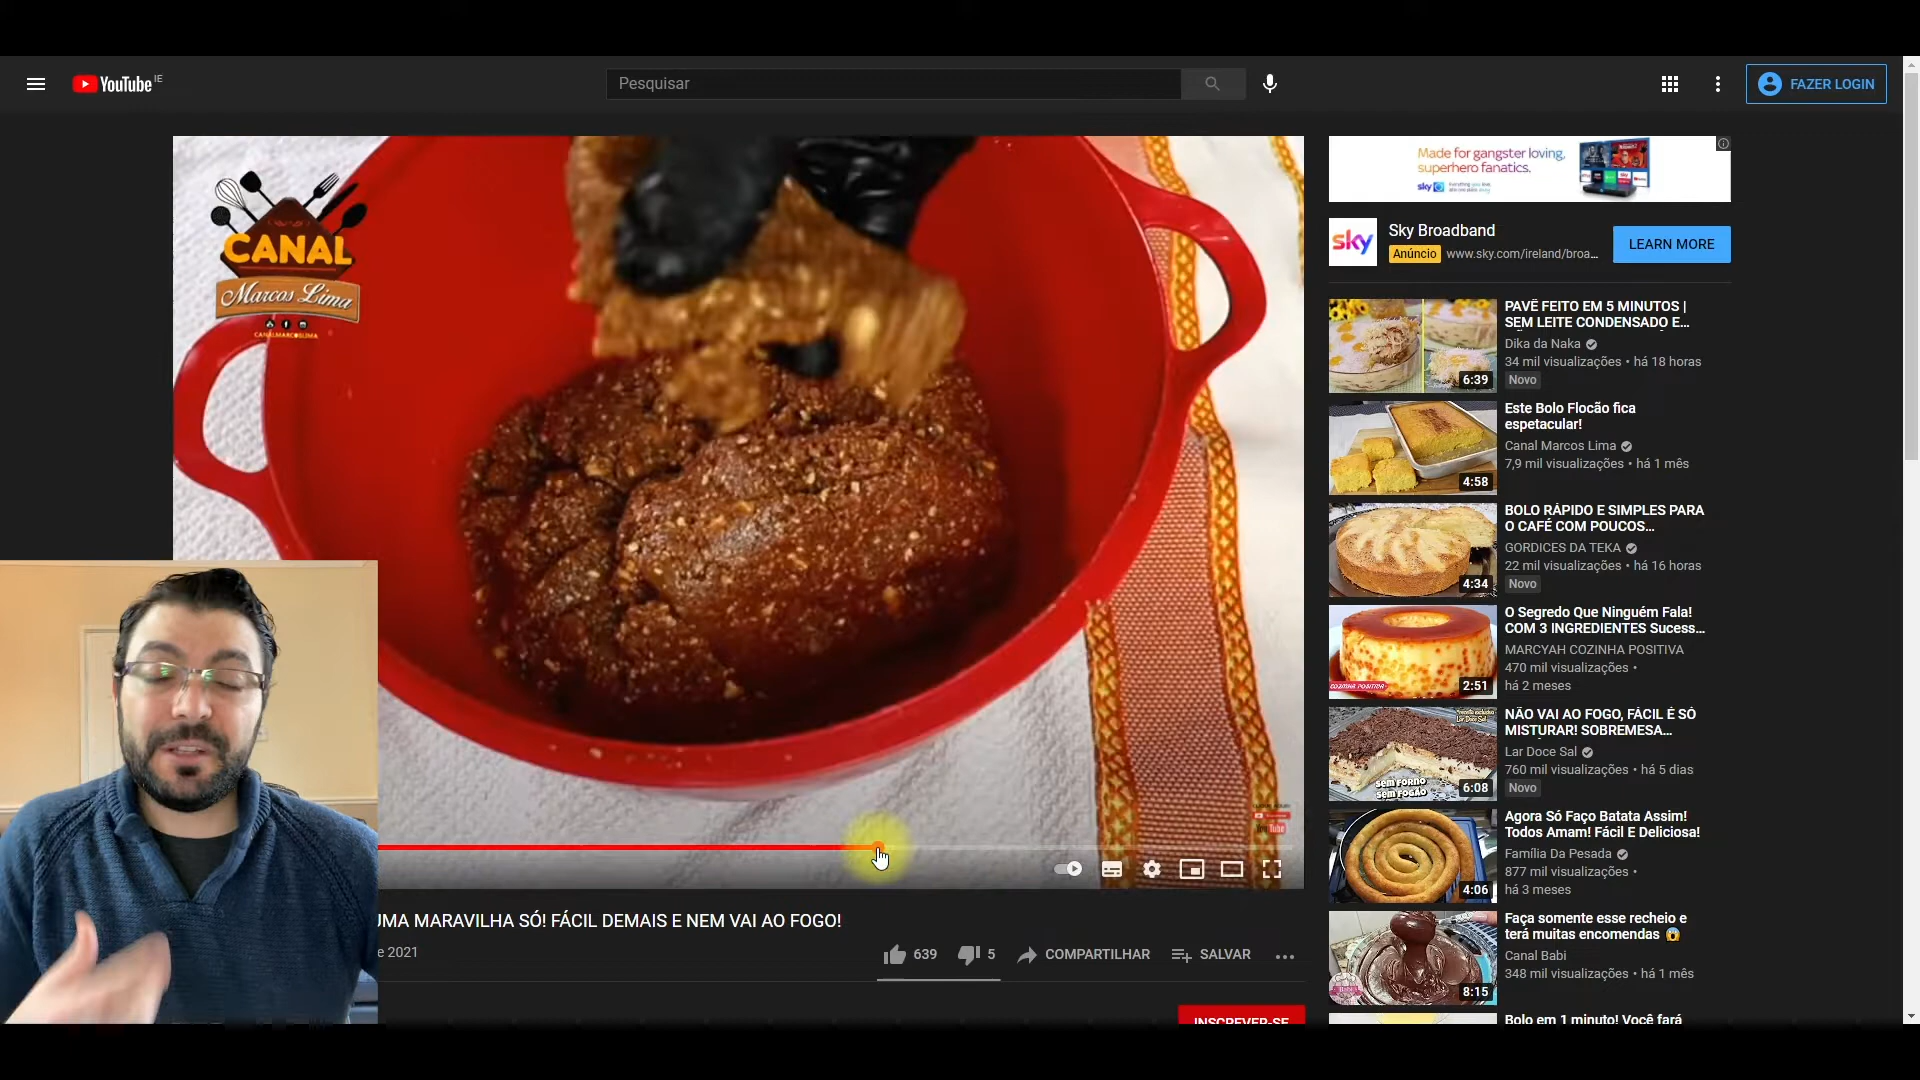 YouTube IE
Pesquisar
FAZER LOGIN
CANAL
Marcos Lima
CANALMARCOSLIMA
UMA MARAVILHA SÓ! FÁCIL DEMAIS E NEM VAI AO FOGO!
e 2021
639
5
COMPARTILHAR
SALVAR
INSCREVER-SE
Made for gangster loving,
superhero fanatics.
sky
sky
Sky Broadband
Anúncio www.sky.com/ireland/broa...
LEARN MORE
PAVÊ FEITO EM 5 MINUTOS |
SEM LEITE CONDENSADO E...
Dika da Naka
34 mil visualizações • há 18 horas
Novo
6:39
Este Bolo Flocão fica
espetacular!
Canal Marcos Lima
7,9 mil visualizações • há 1 mês
4:58
BOLO RÁPIDO E SIMPLES PARA
O CAFÉ COM POUCOS...
GORDICES DA TEKA
22 mil visualizações • há 16 horas
Novo
4:34
O Segredo Que Ninguém Fala!
COM 3 INGREDIENTES Sucess...
MARCYAH COZINHA POSITIVA
470 mil visualizações •
há 2 meses
COZINHA POSITIVA
2:51
NÃO VAI AO FOGO, FÁCIL É SÓ
MISTURAR! SOBREMESA...
Lar Doce Sal
760 mil visualizações • há 5 dias
Novo
SEM FORNO
SEM FOGÃO
6:08
Agora Só Faço Batata Assim!
Todos Amam! Fácil E Deliciosa!
Família Da Pesada
877 mil visualizações •
há 3 meses
4:06
Faça somente esse recheio e
terá muitas encomendas 😱
Canal Babi
348 mil visualizações • há 1 mês
8:15
Bolo em 1 minuto! Você fará